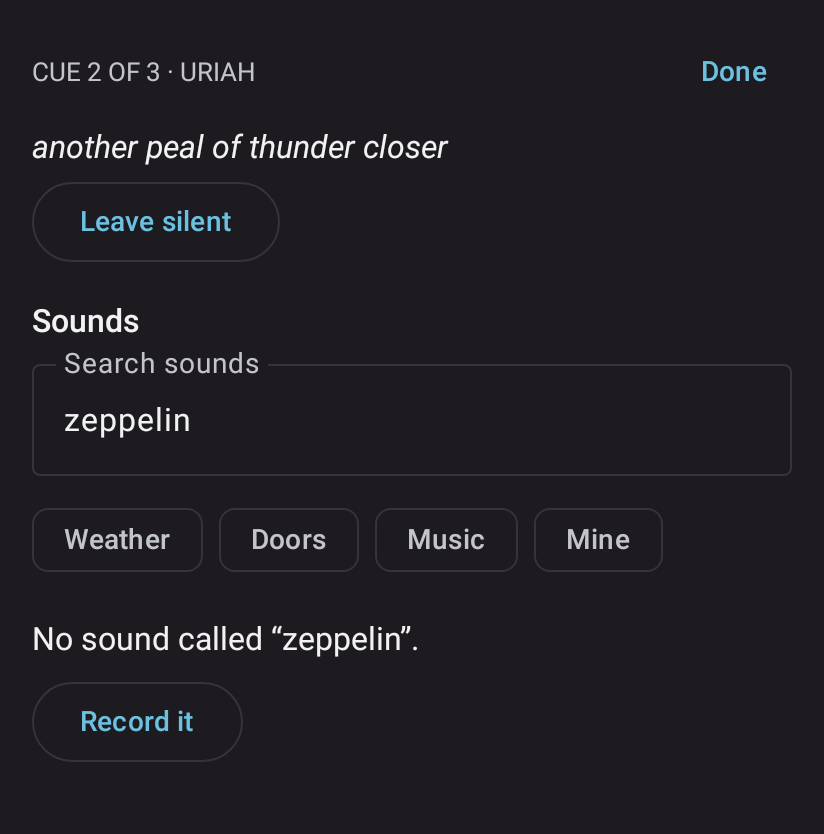 CUE 2 OF 3 · URIAH
Done
another peal of thunder closer
Leave silent
Sounds
Search sounds
zeppelin
Weather
Doors
Music
Mine
No sound called “zeppelin”.
Record it